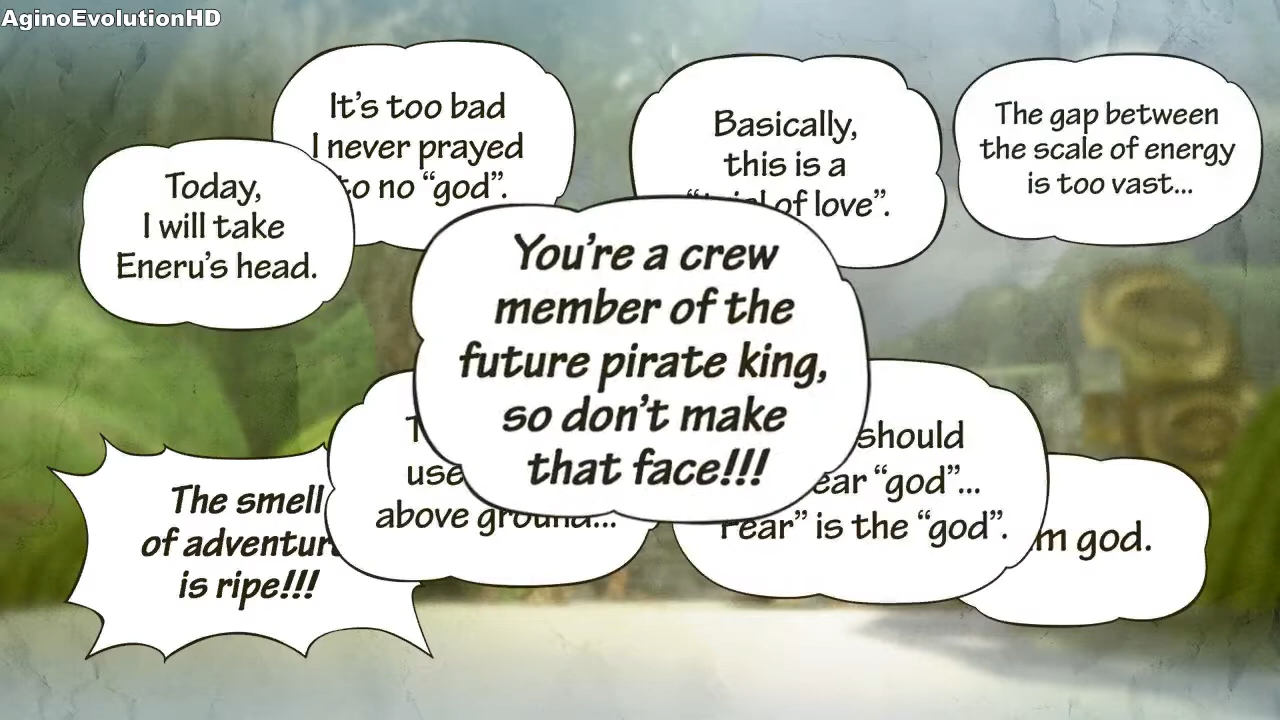 AginoEvolutionHD
It's too bad
I never prayed
to no “god”.
Today,
I will take
Eneru's head.
Basically,
this is a
of love”.
The gap between
the scale of energy
is too vast...
You're a crew
member of the
future pirate king,
so don't make
that face!!!
The smell
of adventure
is ripe!!!
use
above ground...
should
“god”...
Fear” is the “god”.
god.